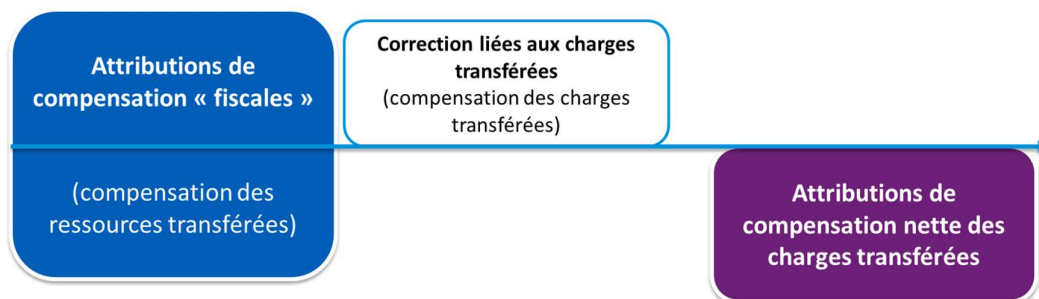 Attributions de
compensation « fiscales »
(compensation des
ressources transférées)
Correction liées aux charges
transférées
(compensation des charges
transférées)
Attributions de
compensation nette des
charges transférées